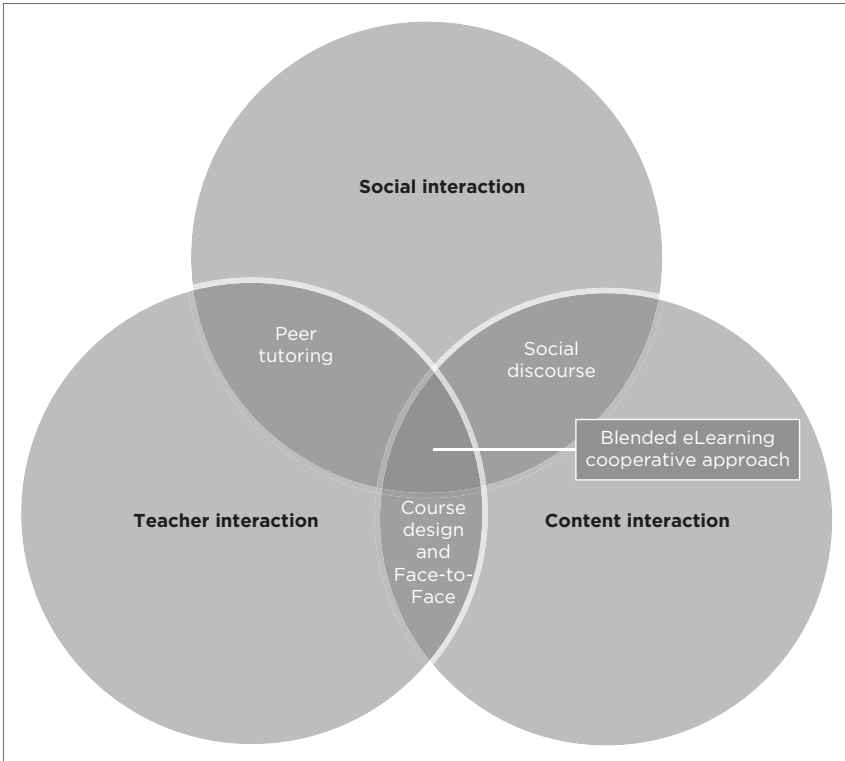 Social interaction
Peer
tutoring
Social
discourse
Blended eLearning
cooperative approach
Teacher interaction
Course
design
and
Face-to-
Face
Content interaction